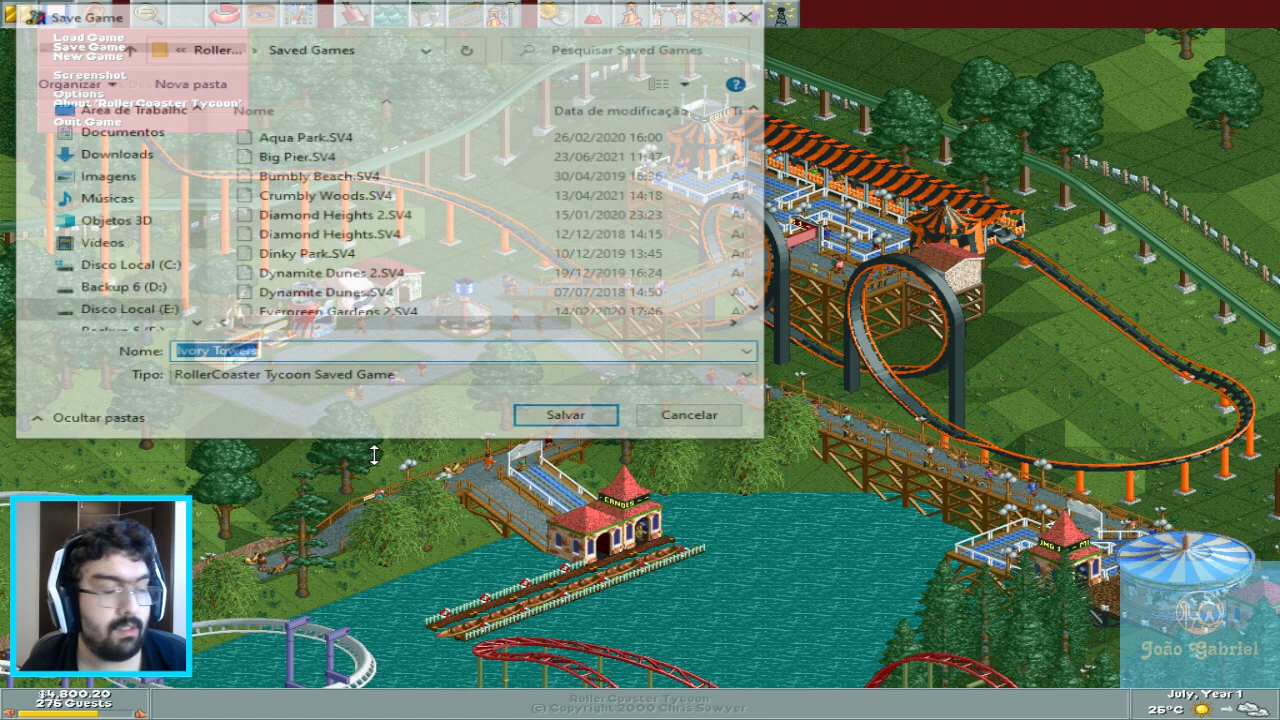 Save Game
Load Game
Save Game
New Game
Screenshot
Options
About 'RollerCoaster Tycoon'
Quit Game
« Roller... › Saved Games
Pesquisar Saved Games
Organizar
Nova pasta
?
Área de Trabalho
Documentos
Downloads
Imagens
Músicas
Objetos 3D
Vídeos
Disco Local (C:)
Backup 6 (D:)
Disco Local (E:)
Nome Data de modificação Ti
Aqua Park.SV4 26/02/2020 16:00
Big Pier.SV4 23/06/2021 11:47
Bumbly Beach.SV4 30/04/2019 16:36
Crumbly Woods.SV4 13/04/2021 14:18
Diamond Heights 2.SV4 15/01/2020 23:23
Diamond Heights.SV4 12/12/2018 14:15
Dinky Park.SV4 10/12/2019 13:45
Dynamite Dunes 2.SV4 19/12/2019 16:24
Dynamite Dunes.SV4 07/07/2018 14:50
Evergreen Gardens 2.SV4 14/02/2020 17:46
Nome: Ivory Towers
Tipo: RollerCoaster Tycoon Saved Game
Ocultar pastas
Salvar
Cancelar
CANOES
João Gabriel
$4,800.20
276 Guests
RollerCoaster Tycoon
(c) Copyright 2000 Chris Sawyer
July, Year 1
26°C